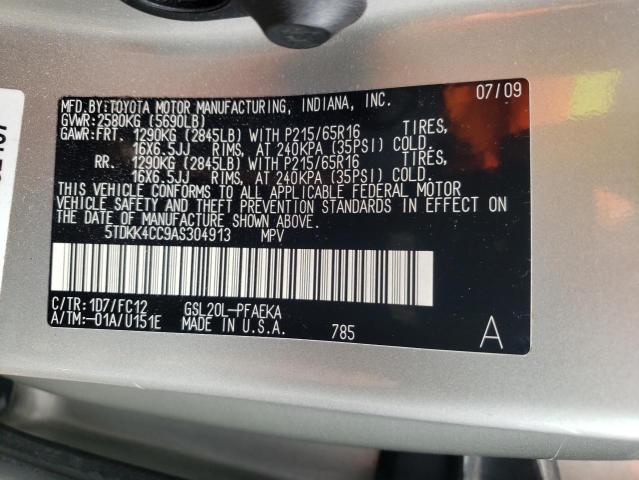 MFD.BY:TOYOTA MOTOR MANUFACTURING, INDIANA, INC. 07/09
GVWR:2580KG (5690LB)
GAWR:FRT. 1290KG (2845LB) WITH P215/65R16 TIRES,
16X6.5JJ RIMS, AT 240KPA (35PSI) COLD.
RR. 1290KG (2845LB) WITH P215/65R16 TIRES,
16X6.5JJ RIMS, AT 240KPA (35PSI) COLD.
THIS VEHICLE CONFORMS TO ALL APPLICABLE FEDERAL MOTOR
VEHICLE SAFETY AND THEFT PREVENTION STANDARDS IN EFFECT ON
THE DATE OF MANUFACTURE SHOWN ABOVE.
5TDKK4CC9AS304913 MPV
C/TR:1D7/FC12 GSL20L-PFAEKA
A/TM:-01A/U151E MADE IN U.S.A. 785 A